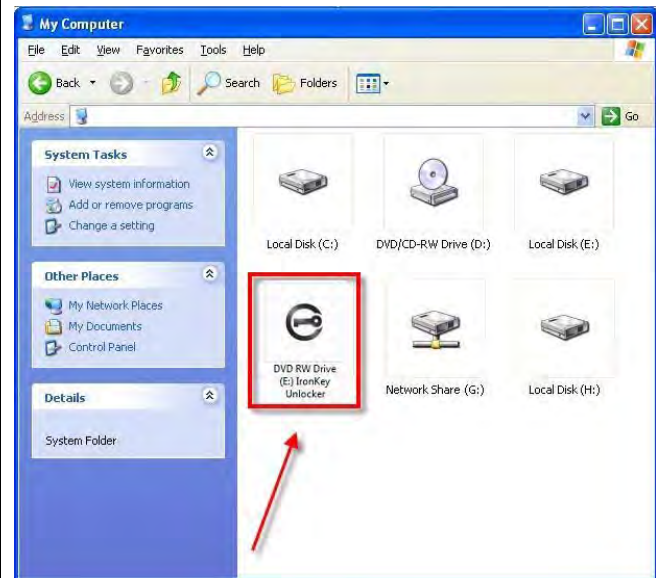 My Computer
File Edit View Favorites Tools Help
Back Search Folders
Address Go
System Tasks
View system information
Add or remove programs
Change a setting
Other Places
My Network Places
My Documents
Control Panel
Details
System Folder
Local Disk (C:) DVD/CD-RW Drive (D:) Local Disk (E:)
DVD RW Drive
(E:) IronKey
Unlocker
Network Share (G:) Local Disk (H:)